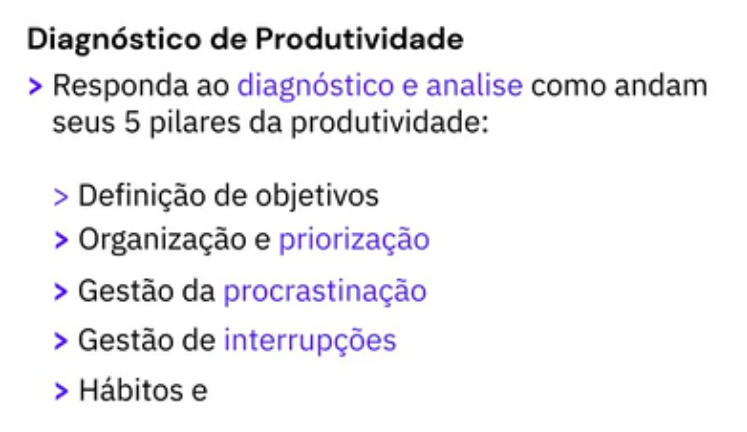 Diagnóstico de Produtividade
> Responda ao diagnóstico e analise como andam
seus 5 pilares da produtividade:
> Definição de objetivos
> Organização e priorização
> Gestão da procrastinação
> Gestão de interrupções
> Hábitos e